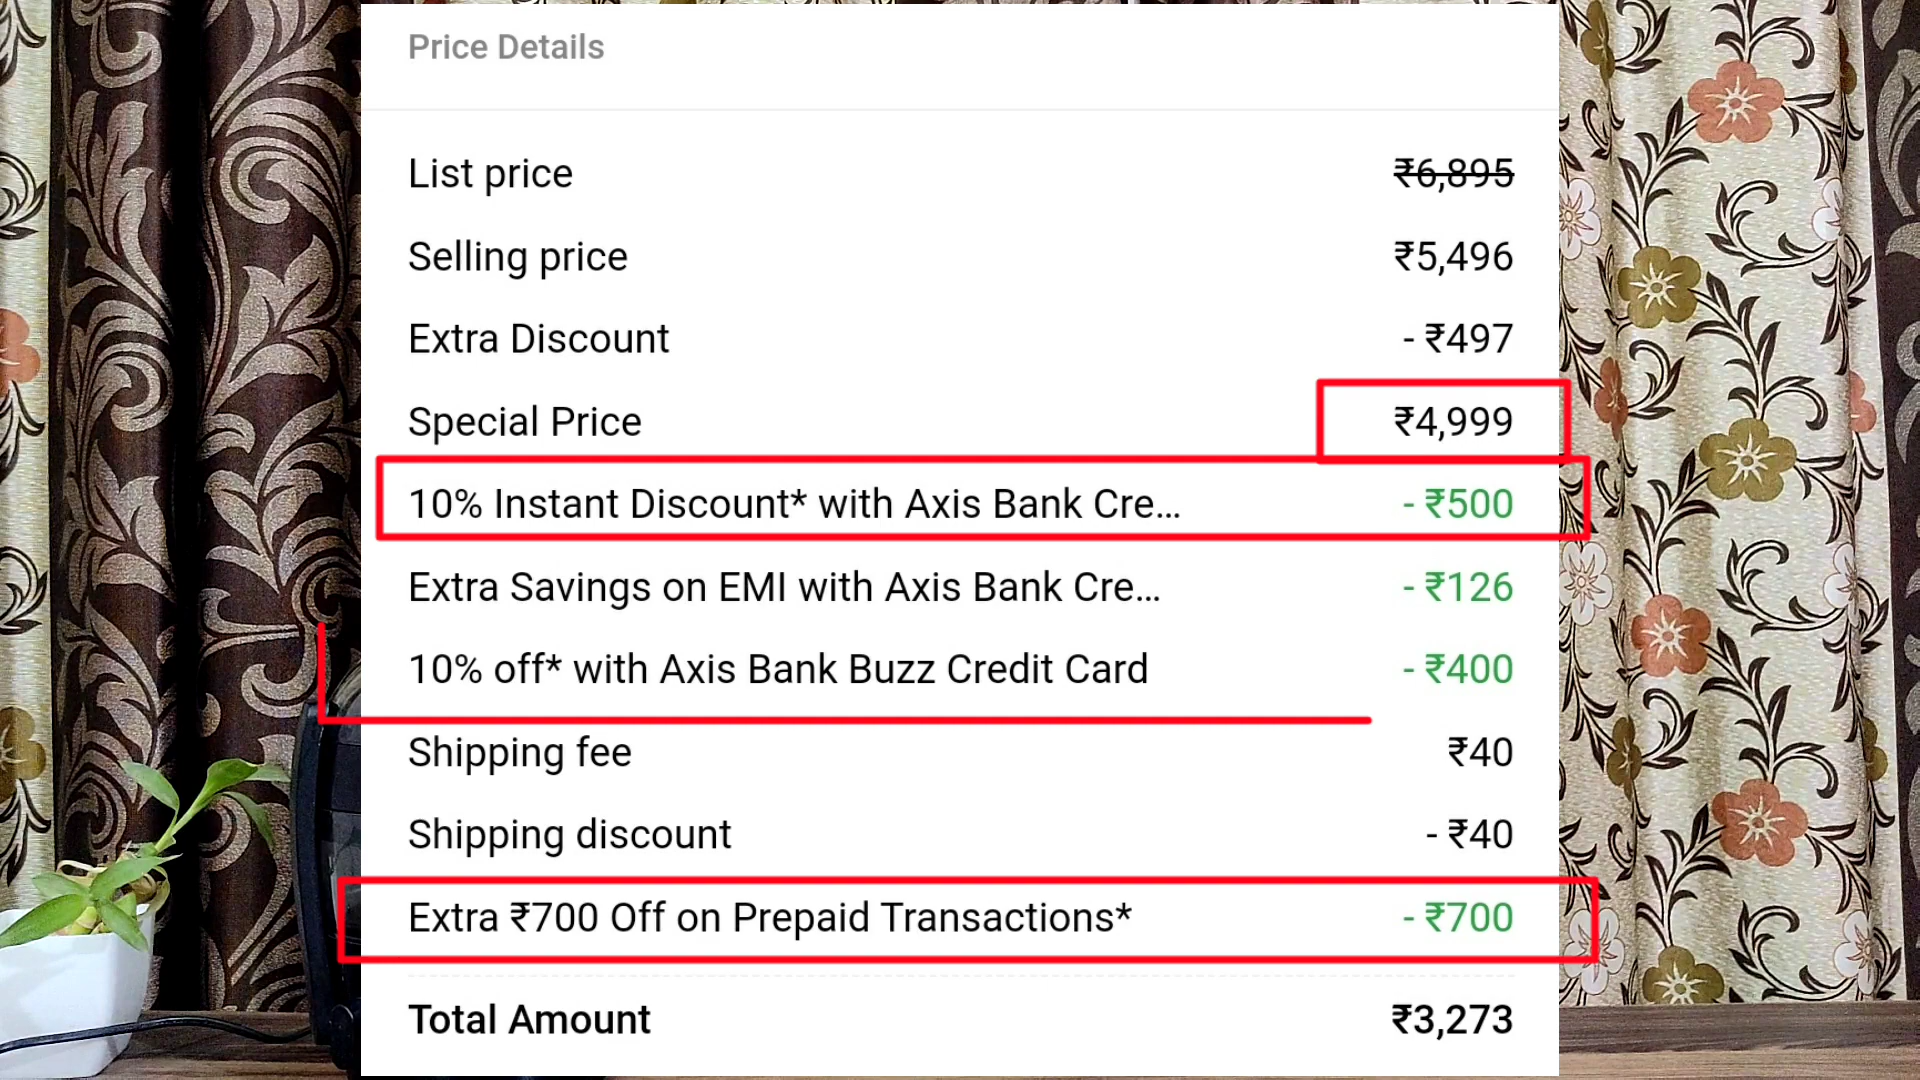 Price Details
List price ₹6,895
Selling price ₹5,496
Extra Discount - ₹497
Special Price ₹4,999
10% Instant Discount* with Axis Bank Cre... - ₹500
Extra Savings on EMI with Axis Bank Cre... - ₹126
10% off* with Axis Bank Buzz Credit Card - ₹400
Shipping fee ₹40
Shipping discount - ₹40
Extra ₹700 Off on Prepaid Transactions* - ₹700
Total Amount ₹3,273